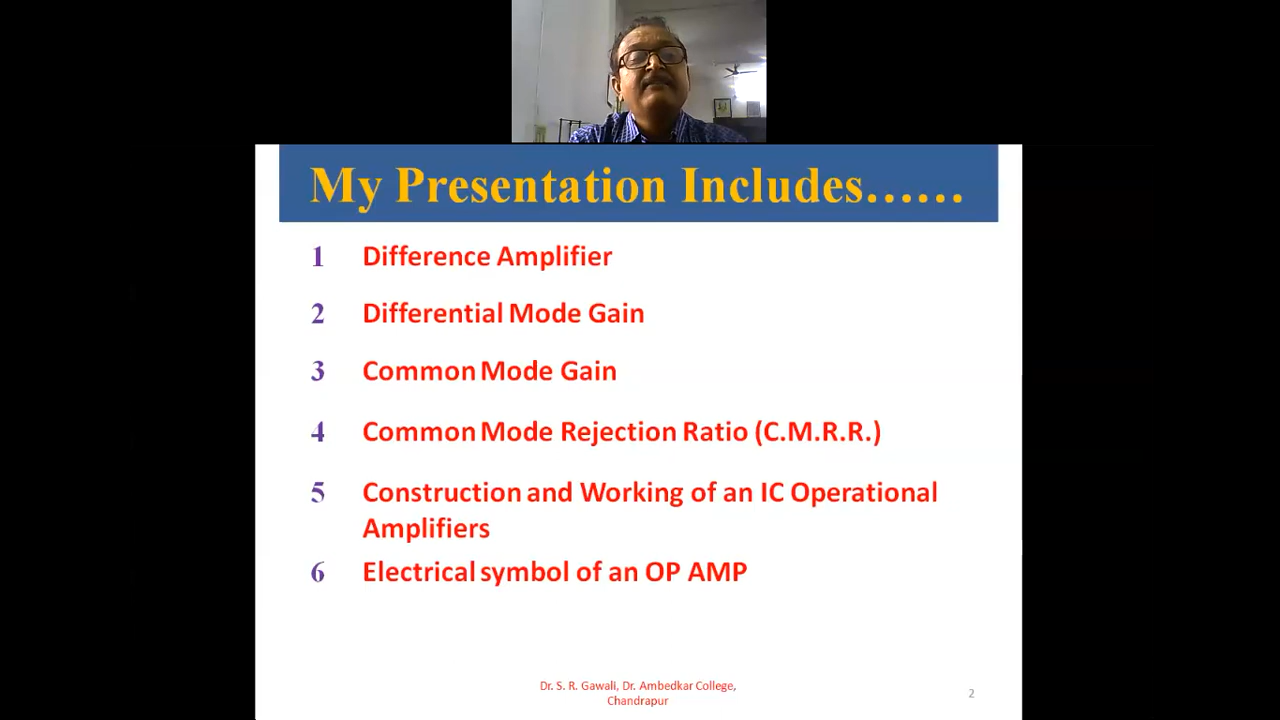 My Presentation Includes......
1 Difference Amplifier
2 Differential Mode Gain
3 Common Mode Gain
4 Common Mode Rejection Ratio (C.M.R.R.)
5 Construction and Working of an IC Operational
Amplifiers
6 Electrical symbol of an OP AMP
Dr. S. R. Gawali, Dr. Ambedkar College,
Chandrapur
2